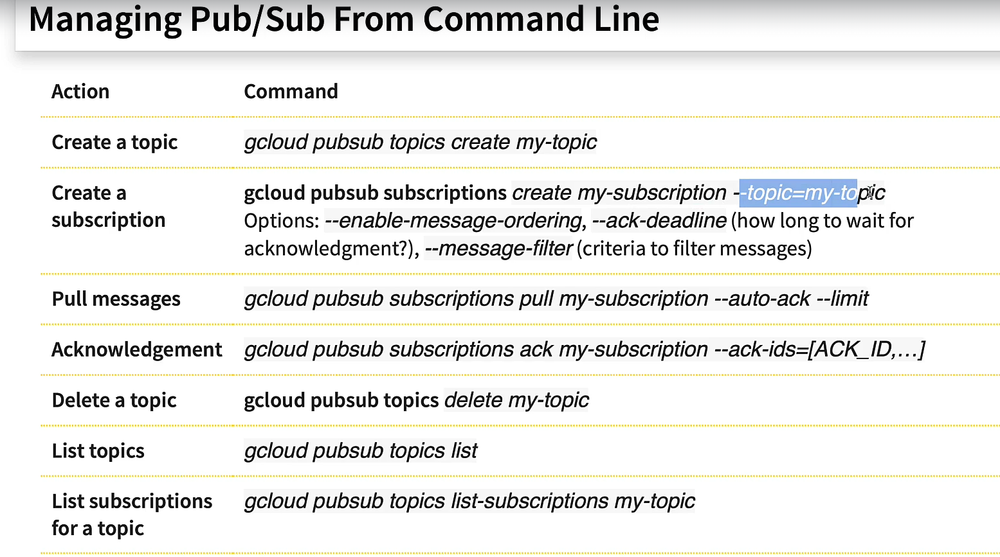 Managing Pub/Sub From Command Line
Action Command
Create a topic gcloud pubsub topics create my-topic
Create a subscription gcloud pubsub subscriptions create my-subscription --topic=my-topic
Options: --enable-message-ordering, --ack-deadline (how long to wait for
acknowledgment?), --message-filter (criteria to filter messages)
Pull messages gcloud pubsub subscriptions pull my-subscription --auto-ack --limit
Acknowledgement gcloud pubsub subscriptions ack my-subscription --ack-ids=[ACK_ID,...]
Delete a topic gcloud pubsub topics delete my-topic
List topics gcloud pubsub topics list
List subscriptions for a topic gcloud pubsub topics list-subscriptions my-topic